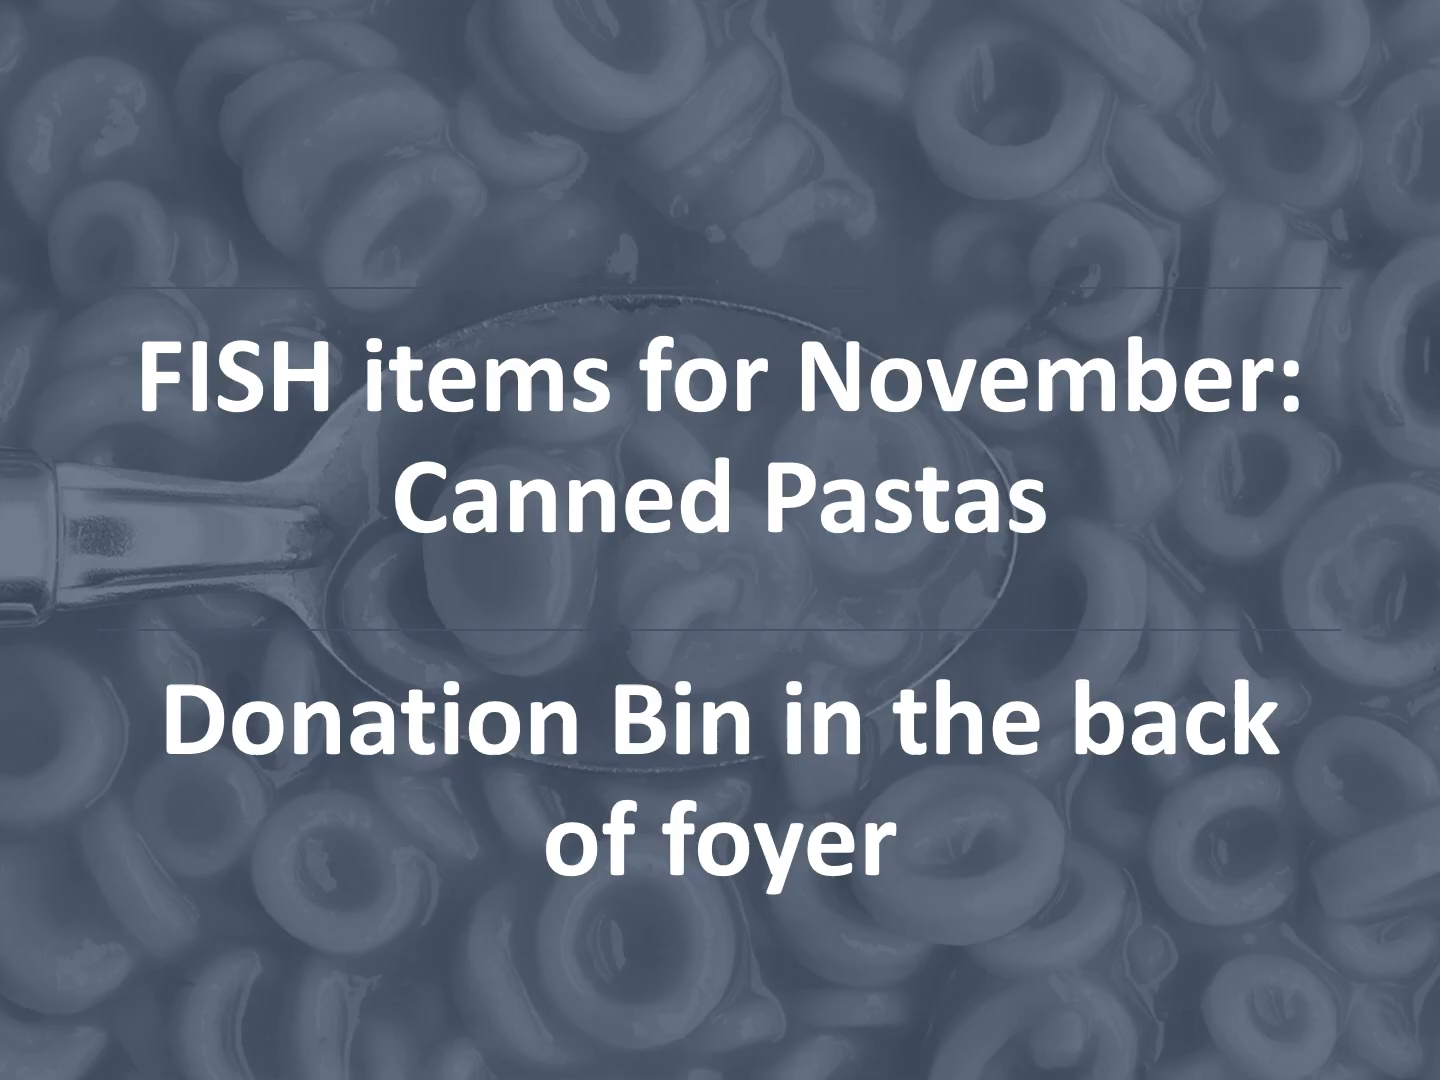 FISH items for November:
Canned Pastas
Donation Bin in the back
of foyer